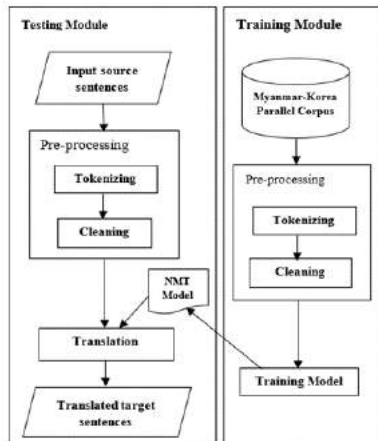 Testing Module
Input source
sentences
Pre-processing
Tokenizing
Cleaning
NMT
Model
Translation
Translated target
sentences
Training Module
Myanmar-Korea
Parallel Corpus
Pre-processing
Tokenizing
Cleaning
Training Model